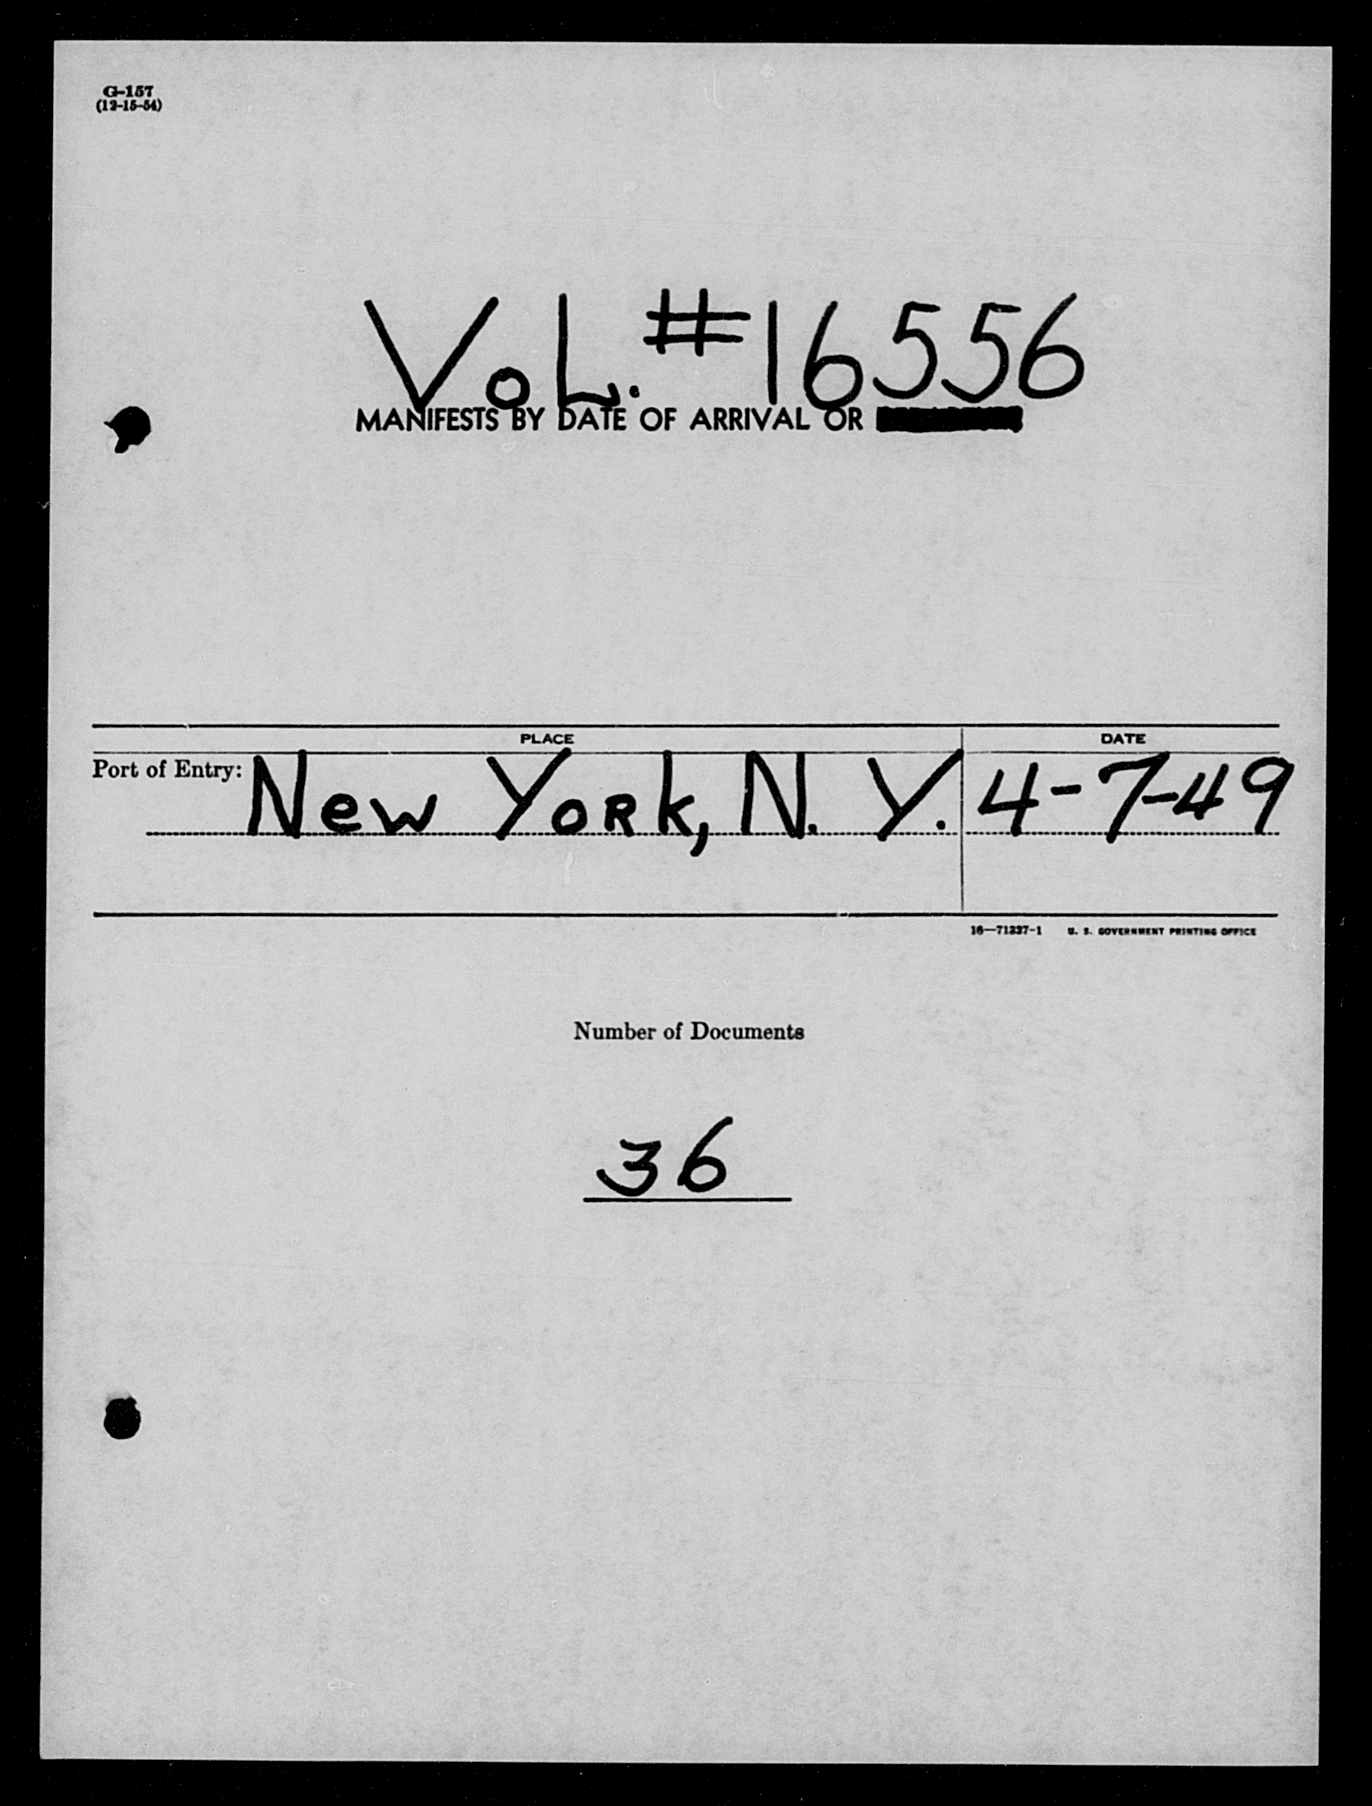 G-157
(12-15-54)
VoL. #16556
MANIFESTS BY DATE OF ARRIVAL OR
PLACE DATE
Port of Entry: New York, N. Y. 4-7-49
16—71327-1 U. S. GOVERNMENT PRINTING OFFICE
Number of Documents
36